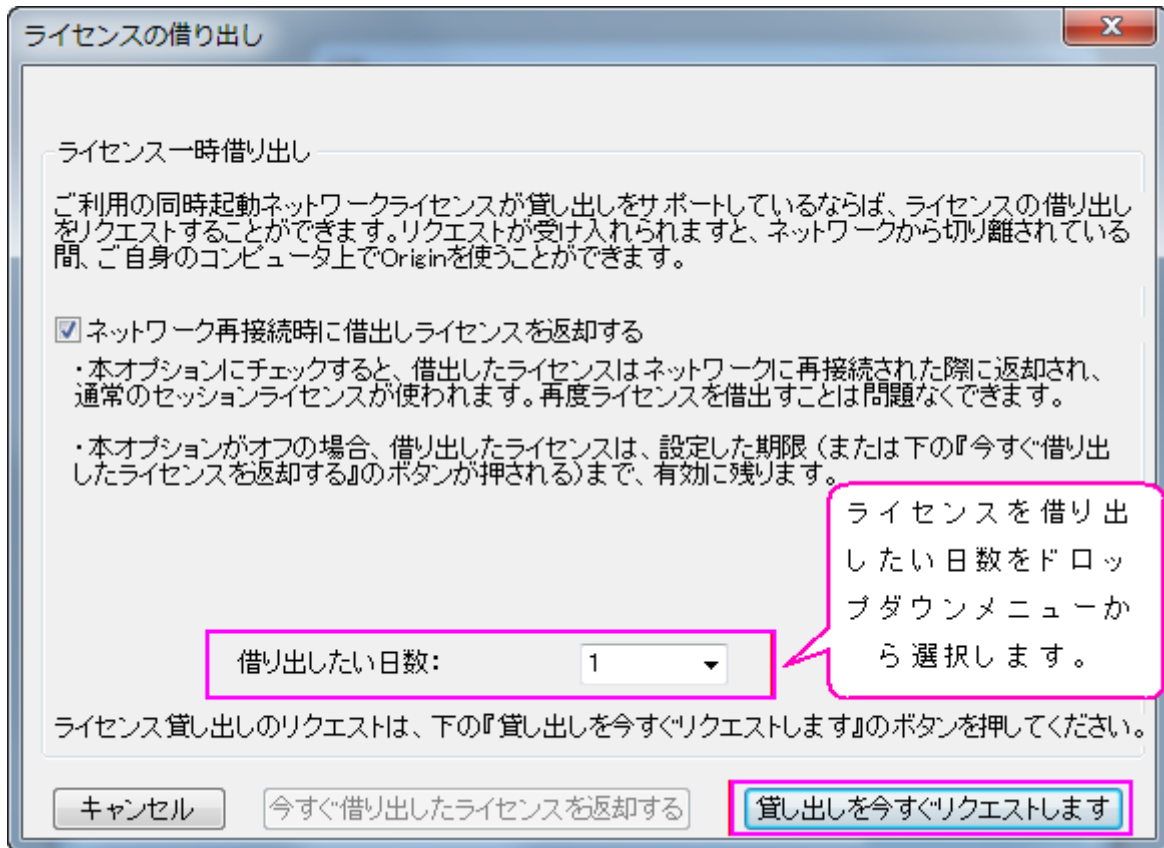 ライセンスの借り出し
ライセンス一時借り出し
ご利用の同時起動ネットワークライセンスが貸し出しをサポートしているならば、ライセンスの借り出し
をリクエストすることができます。リクエストが受け入れられますと、ネットワークから切り離されている
間、ご自身のコンピュータ上でOriginを使うことができます。
ネットワーク再接続時に借出しライセンスを返却する
・本オプションにチェックすると、借出したライセンスはネットワークに再接続された際に返却され、
通常のセッションライセンスが使われます。再度ライセンスを借出すことは問題なくできます。
・本オプションがオフの場合、借り出したライセンスは、設定した期限（または下の『今すぐ借り出
したライセンスを返却する』のボタンが押される）まで、有効に残ります。
ライセンスを借り出
したい日数をドロッ
プダウンメニューか
ら選択します。
借り出したい日数: 1
ライセンス貸し出しのリクエストは、下の『貸し出しを今すぐリクエストします』のボタンを押してください。
キャンセル 今すぐ借り出したライセンスを返却する 貸し出しを今すぐリクエストします